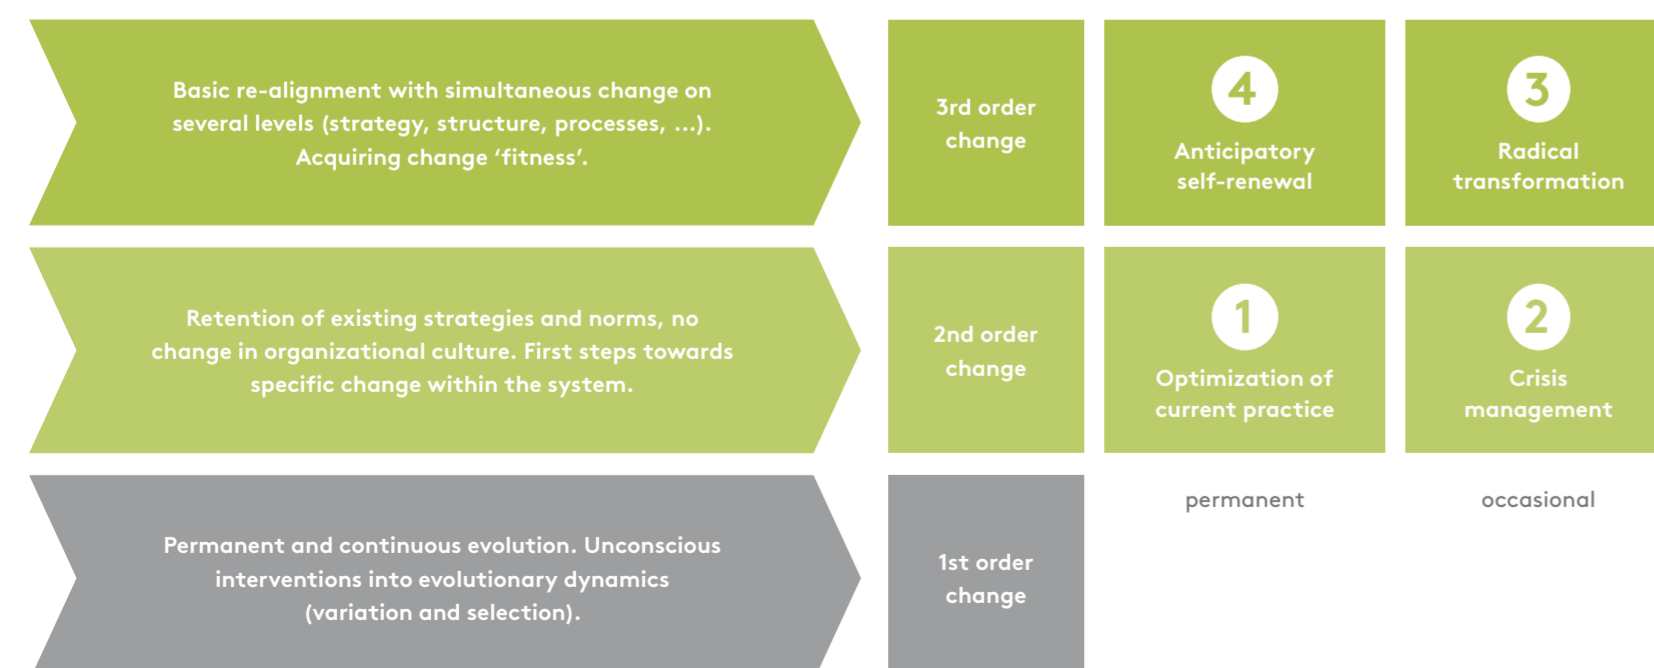 Basic re-alignment with simultaneous change on
several levels (strategy, structure, processes, ...).
Acquiring change ‘fitness’.
3rd order
change
4
Anticipatory
self-renewal
3
Radical
transformation
Retention of existing strategies and norms, no
change in organizational culture. First steps towards
specific change within the system.
2nd order
change
1
Optimization of
current practice
2
Crisis
management
Permanent and continuous evolution. Unconscious
interventions into evolutionary dynamics
(variation and selection).
1st order
change
permanent
occasional